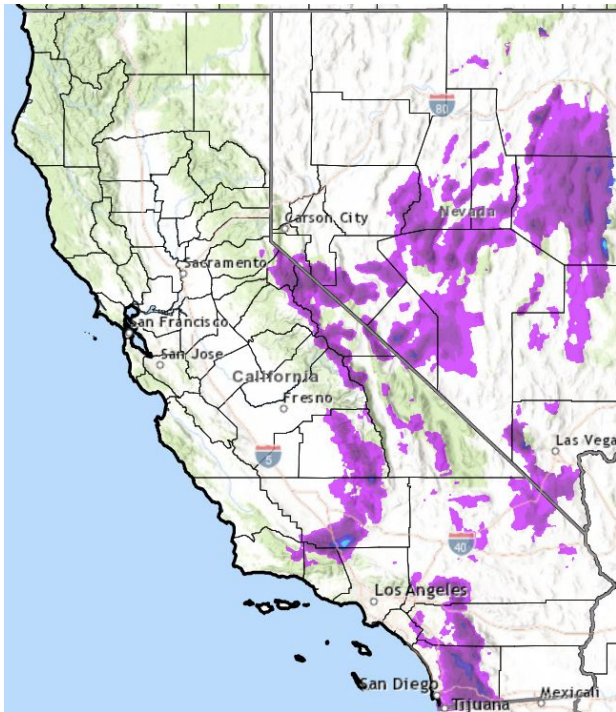 80
Nevada
Carson City
Sacramento
San Francisco
San Jose
California
Fresno
5
Las Vega
40
Los Angeles
San Diego
Tijuana
Mexicali